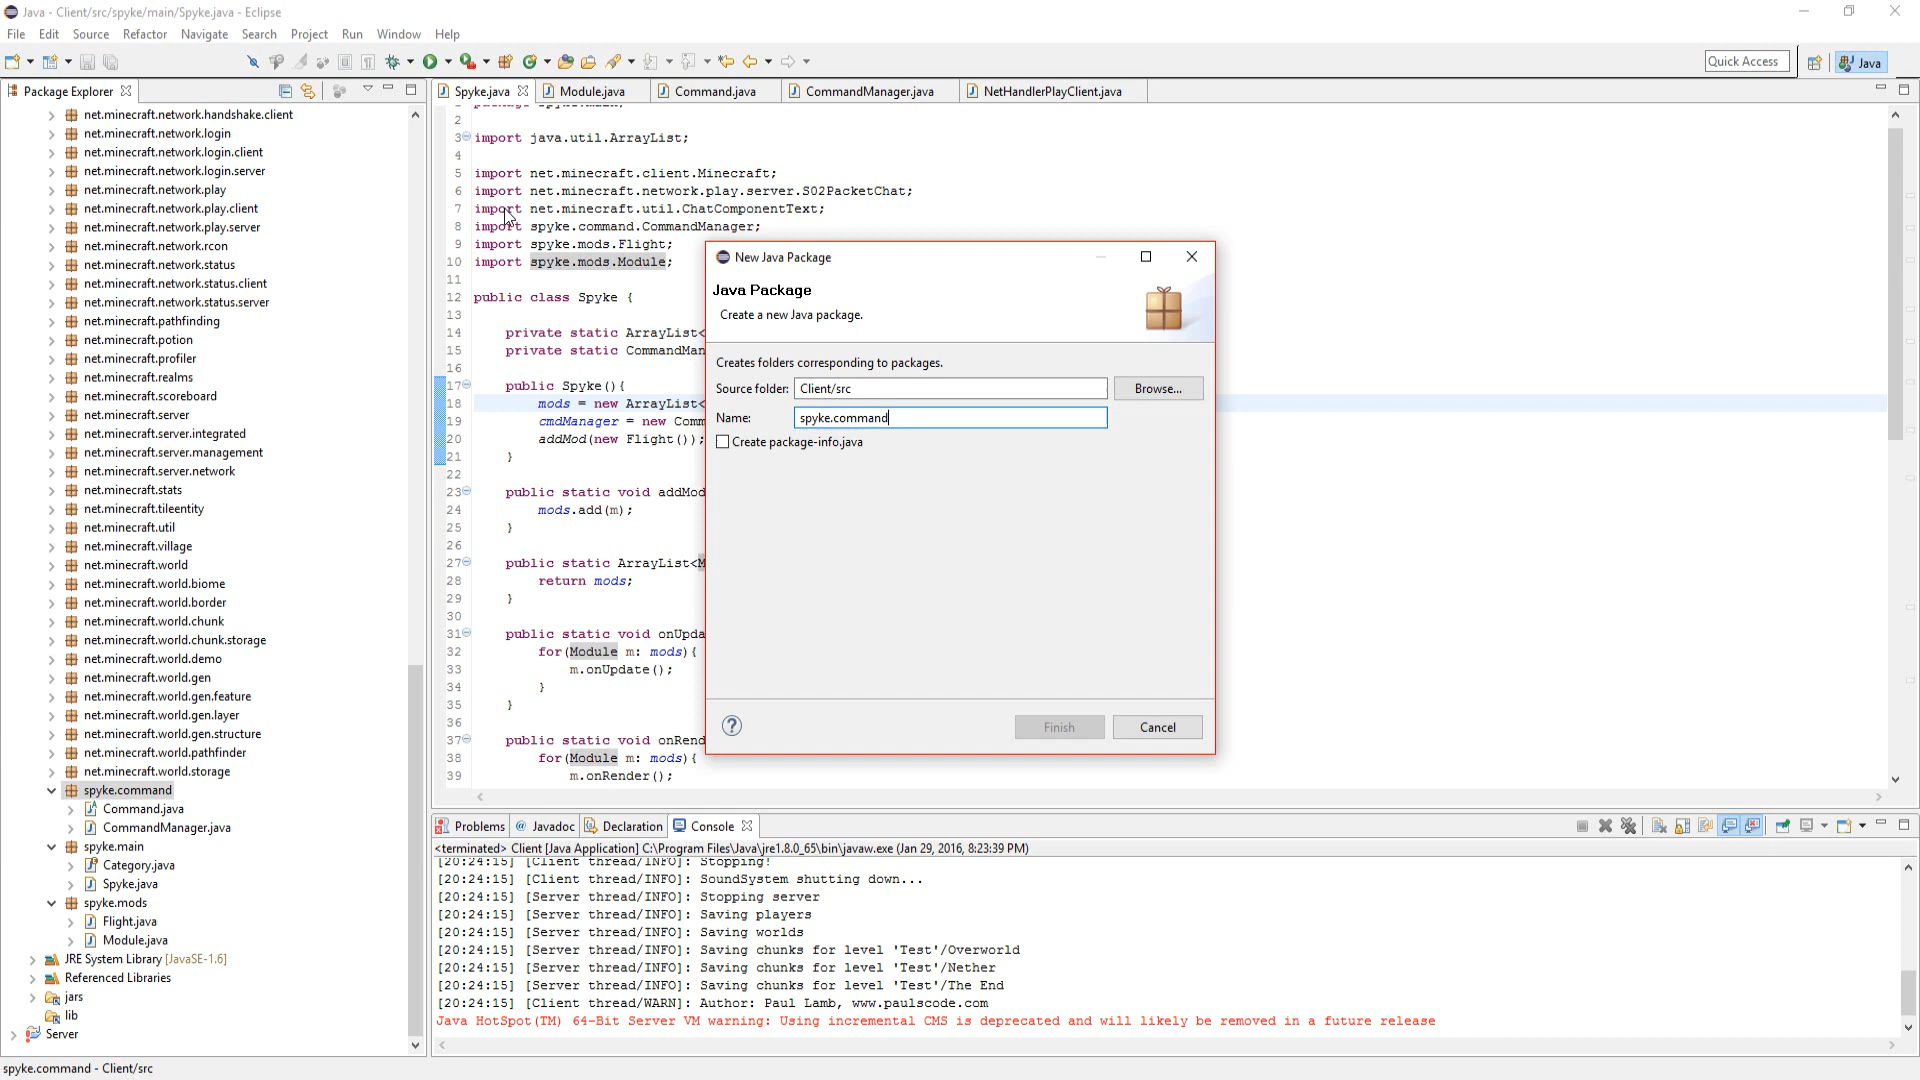 Java - Client/src/spyke/main/Spyke.java - Eclipse
File Edit Source Refactor Navigate Search Project Run Window Help
Quick Access
Java
Package Explorer
net.minecraft.network.handshake.client
net.minecraft.network.login
net.minecraft.network.login.client
net.minecraft.network.login.server
net.minecraft.network.play
net.minecraft.network.play.client
net.minecraft.network.play.server
net.minecraft.network.rcon
net.minecraft.network.status
net.minecraft.network.status.client
net.minecraft.network.status.server
net.minecraft.pathfinding
net.minecraft.potion
net.minecraft.profiler
net.minecraft.realms
net.minecraft.scoreboard
net.minecraft.server
net.minecraft.server.integrated
net.minecraft.server.management
net.minecraft.server.network
net.minecraft.stats
net.minecraft.tileentity
net.minecraft.util
net.minecraft.village
net.minecraft.world
net.minecraft.world.biome
net.minecraft.world.border
net.minecraft.world.chunk
net.minecraft.world.chunk.storage
net.minecraft.world.demo
net.minecraft.world.gen
net.minecraft.world.gen.feature
net.minecraft.world.gen.layer
net.minecraft.world.gen.structure
net.minecraft.world.pathfinder
net.minecraft.world.storage
spyke.command
Command.java
CommandManager.java
spyke.main
Category.java
Spyke.java
spyke.mods
Flight.java
Module.java
JRE System Library [JavaSE-1.6]
Referenced Libraries
jars
lib
Server
Spyke.java Module.java Command.java CommandManager.java NetHandlerPlayClient.java
2
3 import java.util.ArrayList;
4
5 import net.minecraft.client.Minecraft;
6 import net.minecraft.network.play.server.S02PacketChat;
7 import net.minecraft.util.ChatComponentText;
8 import spyke.command.CommandManager;
9 import spyke.mods.Flight;
10 import spyke.mods.Module;
11
12 public class Spyke {
13
14 private static ArrayList<
15 private static CommandMan
16
17 public Spyke(){
18 mods = new ArrayList<
19 cmdManager = new Comm
20 addMod(new Flight());
21 }
22
23 public static void addMod
24 mods.add(m);
25 }
26
27 public static ArrayList<M
28 return mods;
29 }
30
31 public static void onUpda
32 for(Module m: mods){
33 m.onUpdate();
34 }
35 }
36
37 public static void onRend
38 for(Module m: mods){
39 m.onRender();
New Java Package
Java Package
Create a new Java package.
Creates folders corresponding to packages.
Source folder: Client/src Browse...
Name: spyke.command
Create package-info.java
Finish Cancel
Problems @ Javadoc Declaration Console
<terminated> Client [Java Application] C:\Program Files\Java\jre1.8.0_65\bin\javaw.exe (Jan 29, 2016, 8:23:39 PM)
[20:24:15] [Client thread/INFO]: Stopping!
[20:24:15] [Client thread/INFO]: SoundSystem shutting down...
[20:24:15] [Server thread/INFO]: Stopping server
[20:24:15] [Server thread/INFO]: Saving players
[20:24:15] [Server thread/INFO]: Saving worlds
[20:24:15] [Server thread/INFO]: Saving chunks for level 'Test'/Overworld
[20:24:15] [Server thread/INFO]: Saving chunks for level 'Test'/Nether
[20:24:15] [Server thread/INFO]: Saving chunks for level 'Test'/The End
[20:24:15] [Client thread/WARN]: Author: Paul Lamb, www.paulscode.com
Java HotSpot(TM) 64-Bit Server VM warning: Using incremental CMS is deprecated and will likely be removed in a future release
spyke.command - Client/src